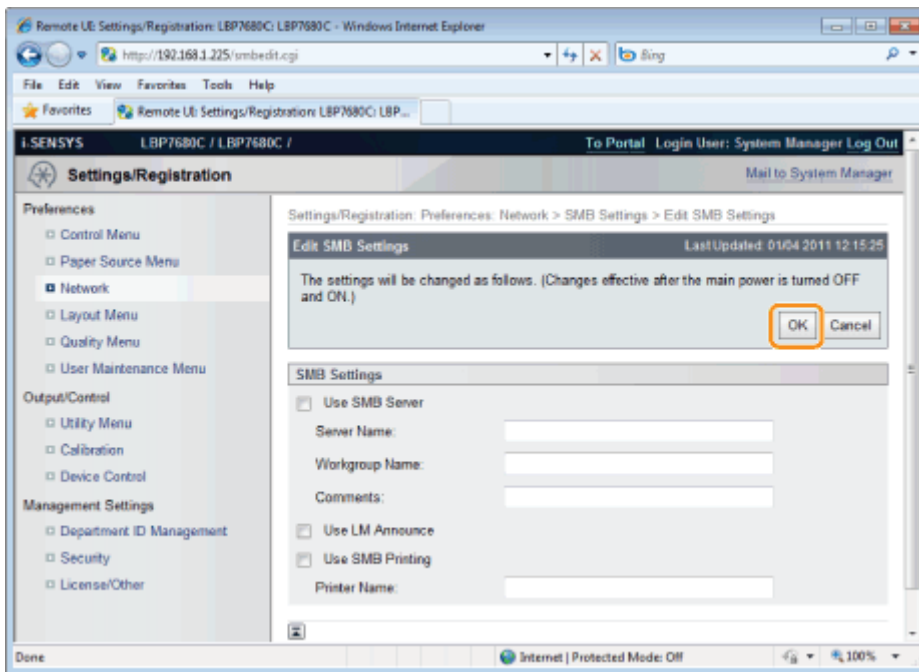 Remote UI: Settings/Registration: LBP7680C: LBP7680C - Windows Internet Explorer
http://192.168.1.225/smbedit.cgi
Bing
File Edit View Favorites Tools Help
Favorites Remote UI: Settings/Registration: LBP7680C: LBP...
i-SENSYS LBP7680C / LBP7680C / To Portal Login User: System Manager Log Out
Settings/Registration Mail to System Manager
Preferences
Control Menu
Paper Source Menu
Network
Layout Menu
Quality Menu
User Maintenance Menu
Output/Control
Utility Menu
Calibration
Device Control
Management Settings
Department ID Management
Security
License/Other
Settings/Registration: Preferences: Network > SMB Settings > Edit SMB Settings
Edit SMB Settings Last Updated: 01/04 2011 12:15:25
The settings will be changed as follows. (Changes effective after the main power is turned OFF
and ON.)
OK Cancel
SMB Settings
Use SMB Server
Server Name:
Workgroup Name:
Comments:
Use LM Announce
Use SMB Printing
Printer Name:
Done Internet | Protected Mode: Off 100%